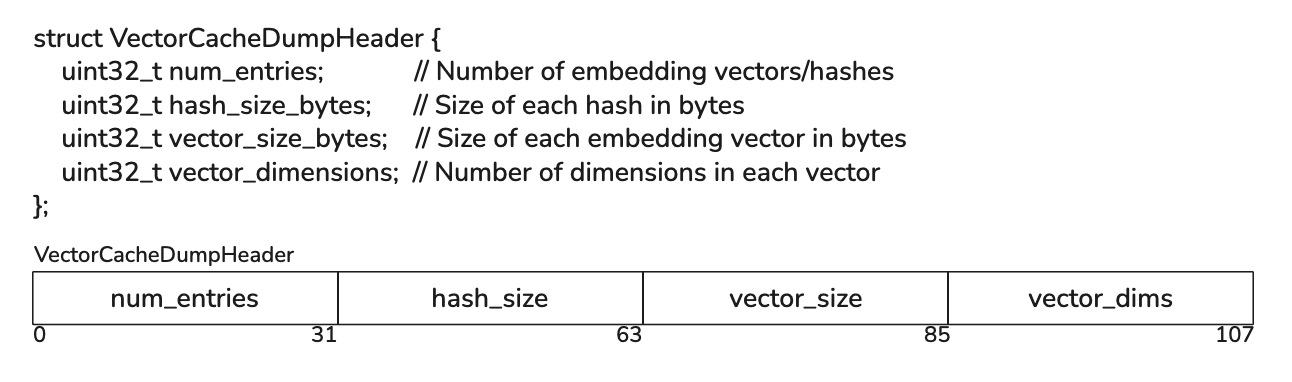 struct VectorCacheDumpHeader {
uint32_t num_entries; // Number of embedding vectors/hashes
uint32_t hash_size_bytes; // Size of each hash in bytes
uint32_t vector_size_bytes; // Size of each embedding vector in bytes
uint32_t vector_dimensions; // Number of dimensions in each vector
};
VectorCacheDumpHeader
num_entries hash_size vector_size vector_dims
0 31 63 85 107